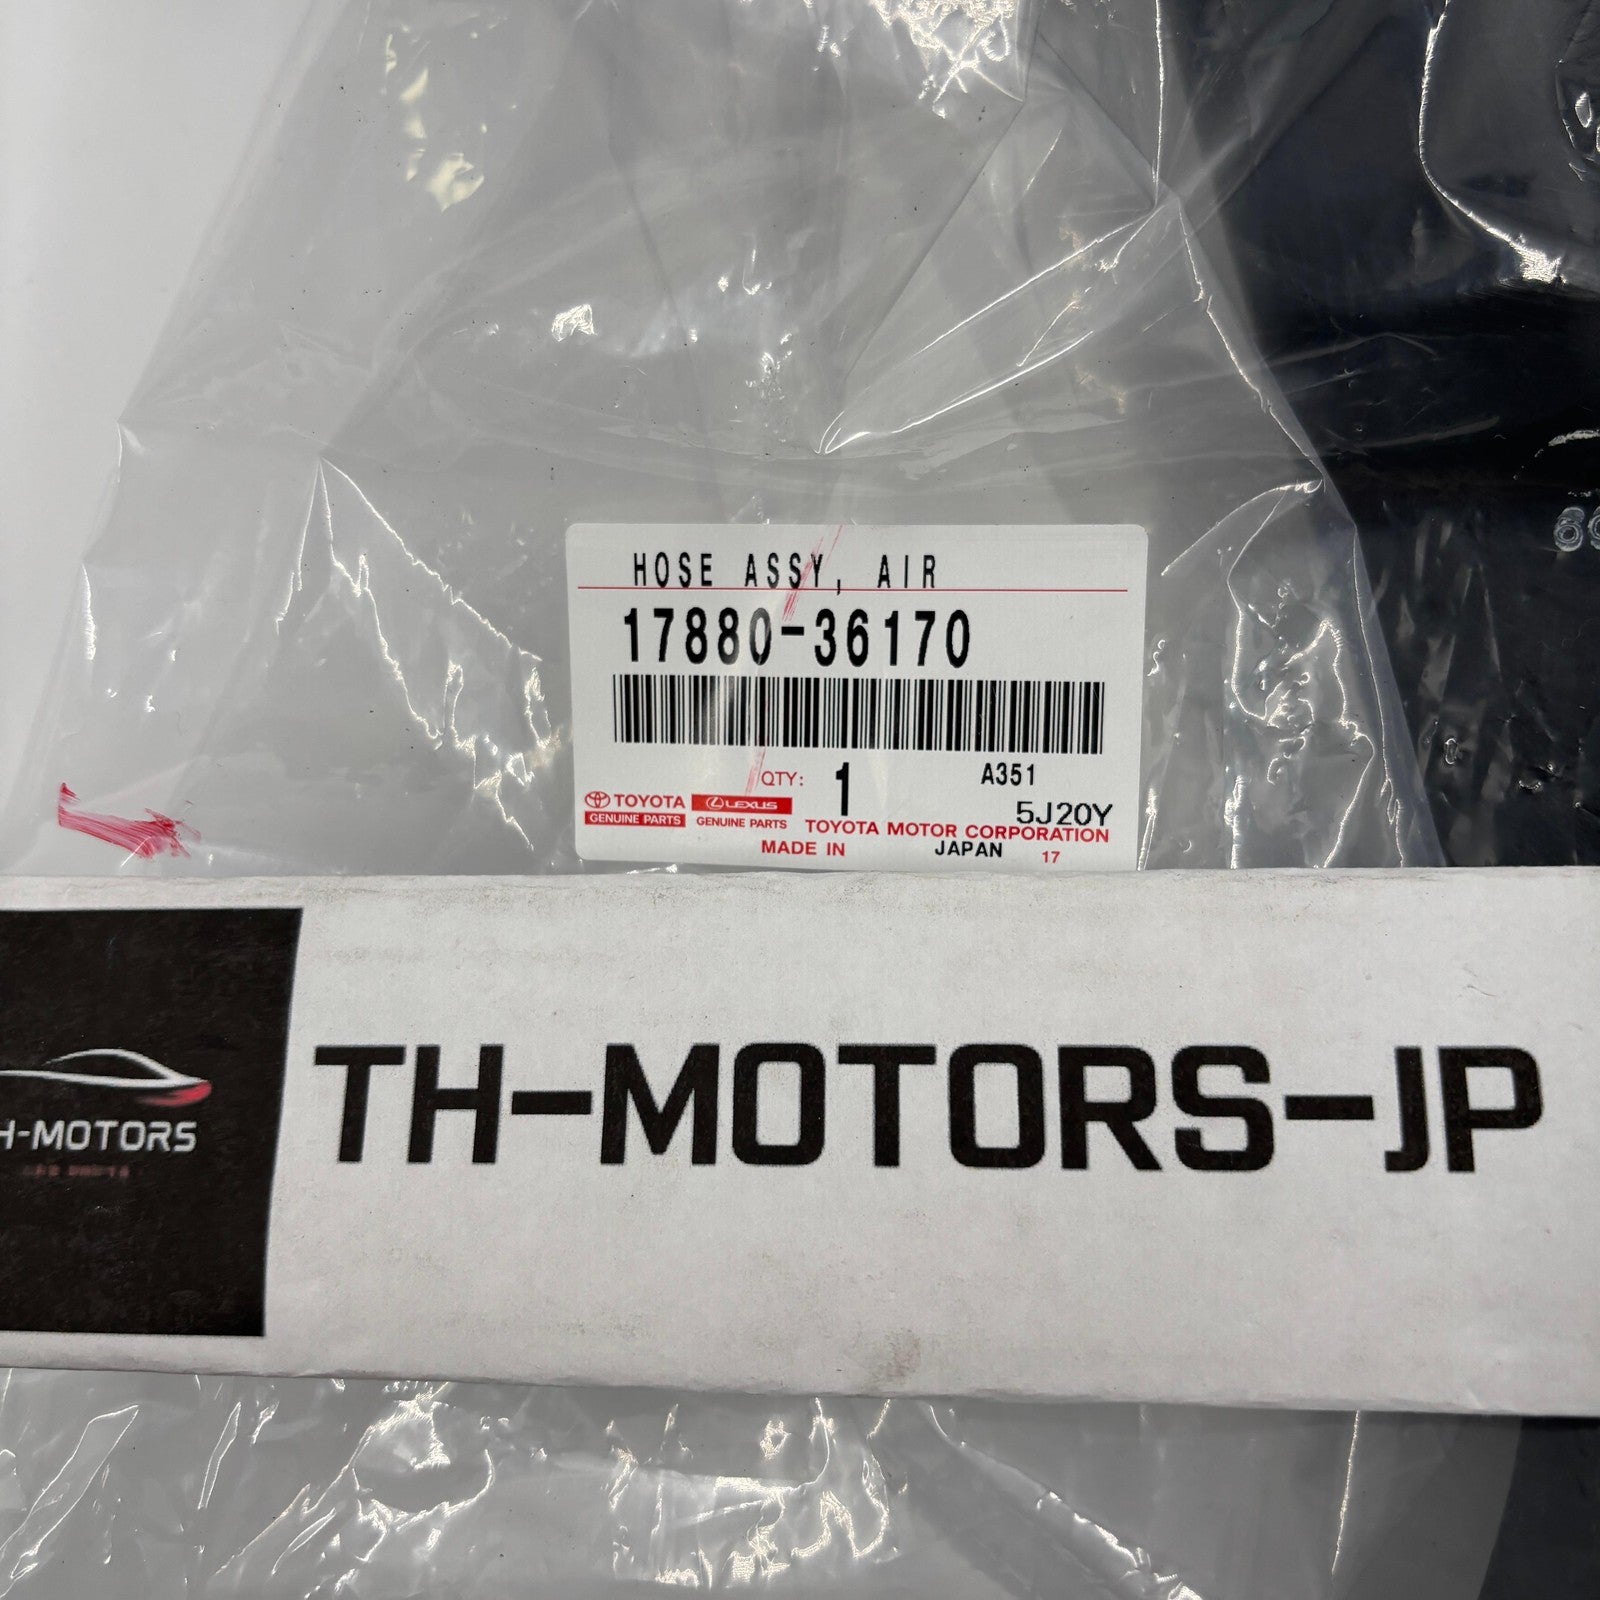 HOSE ASSY, AIR
17880-36170
QTY: 1 A351
TOYOTA LEXUS 5J20Y
GENUINE PARTS GENUINE PARTS TOYOTA MOTOR CORPORATION
MADE IN JAPAN 17
TH-MOTORS-JP
H-MOTORS